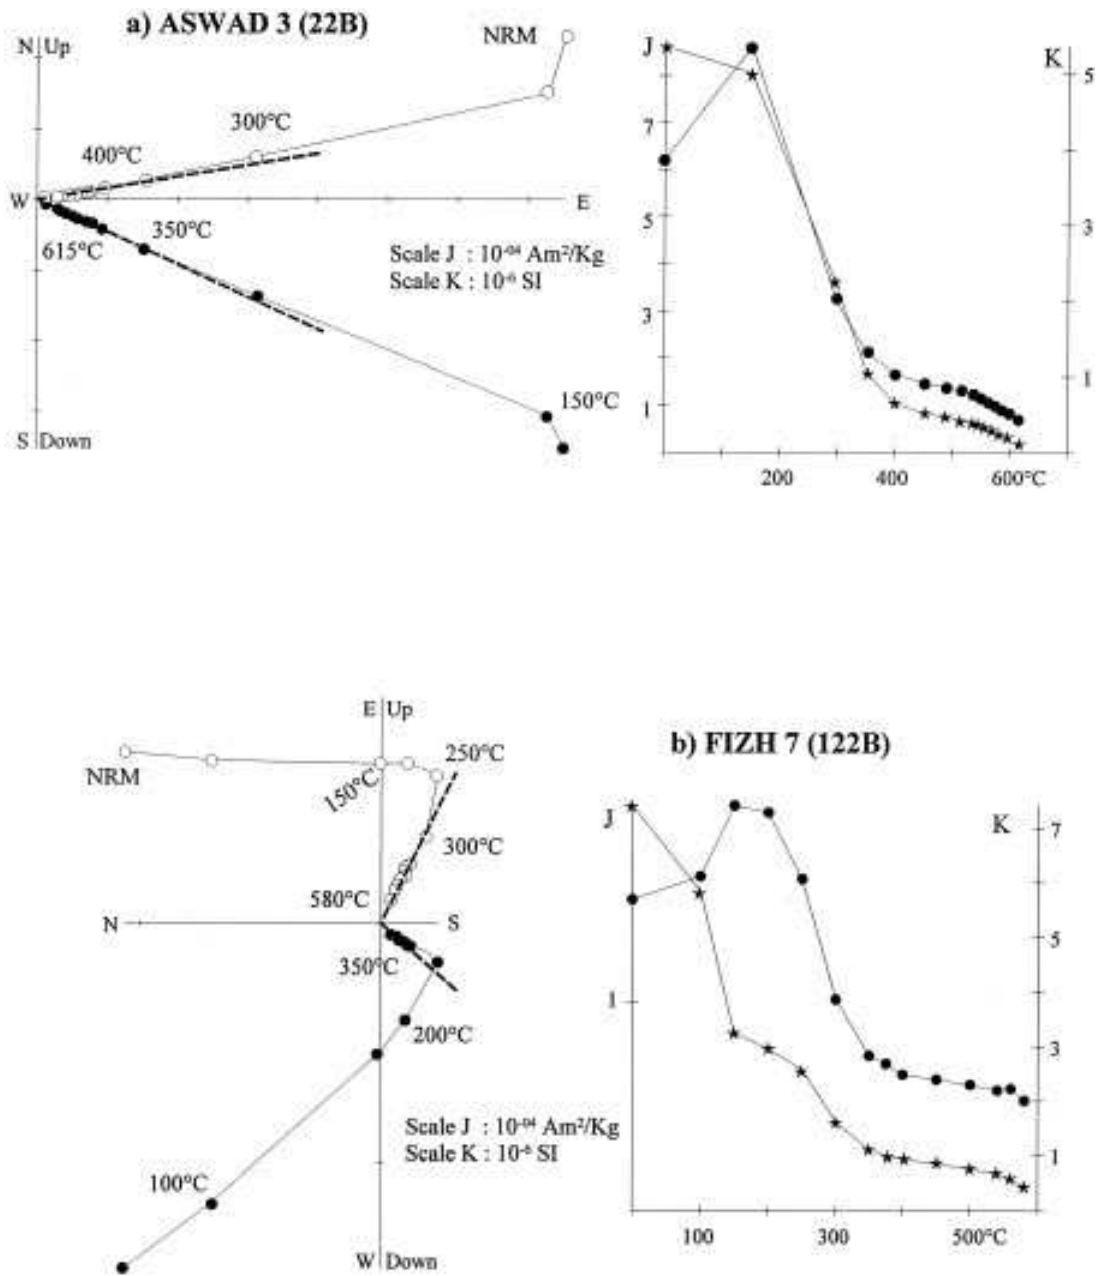 a) ASWAD 3 (22B)
N Up
NRM
300°C
400°C
W
E
350°C
615°C
Scale J : 10⁻⁰⁴ Am²/Kg
Scale K : 10⁻⁶ SI
150°C
S Down
J
K
7
5
3
1
5
3
1
200
400
600°C
E Up
NRM
150°C
250°C
300°C
580°C
N
S
350°C
200°C
Scale J : 10⁻⁰⁴ Am²/Kg
Scale K : 10⁻⁶ SI
100°C
W Down
b) FIZH 7 (122B)
J
K
1
7
5
3
1
100
300
500°C